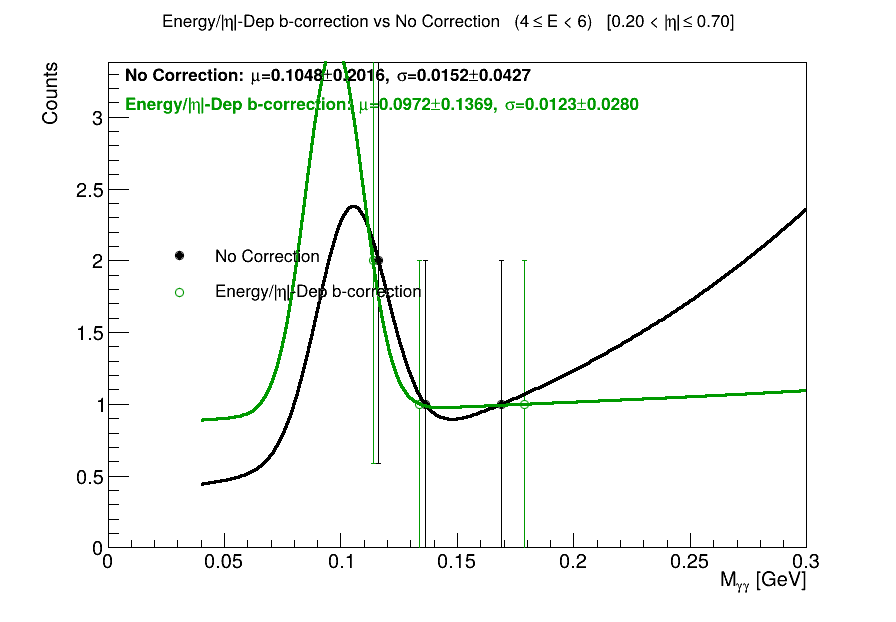 Energy/|η|-Dep b-correction vs No Correction (4 ≤ E < 6) [0.20 < |η| ≤ 0.70]
Counts
No Correction: μ=0.1048±0.2016, σ=0.0152±0.0427
Energy/|η|-Dep b-correction: μ=0.0972±0.1369, σ=0.0123±0.0280
3
2.5
2
1.5
1
0.5
0
No Correction
Energy/|η|-Dep b-correction
0 0.05 0.1 0.15 0.2 0.25 0.3
Mγγ [GeV]